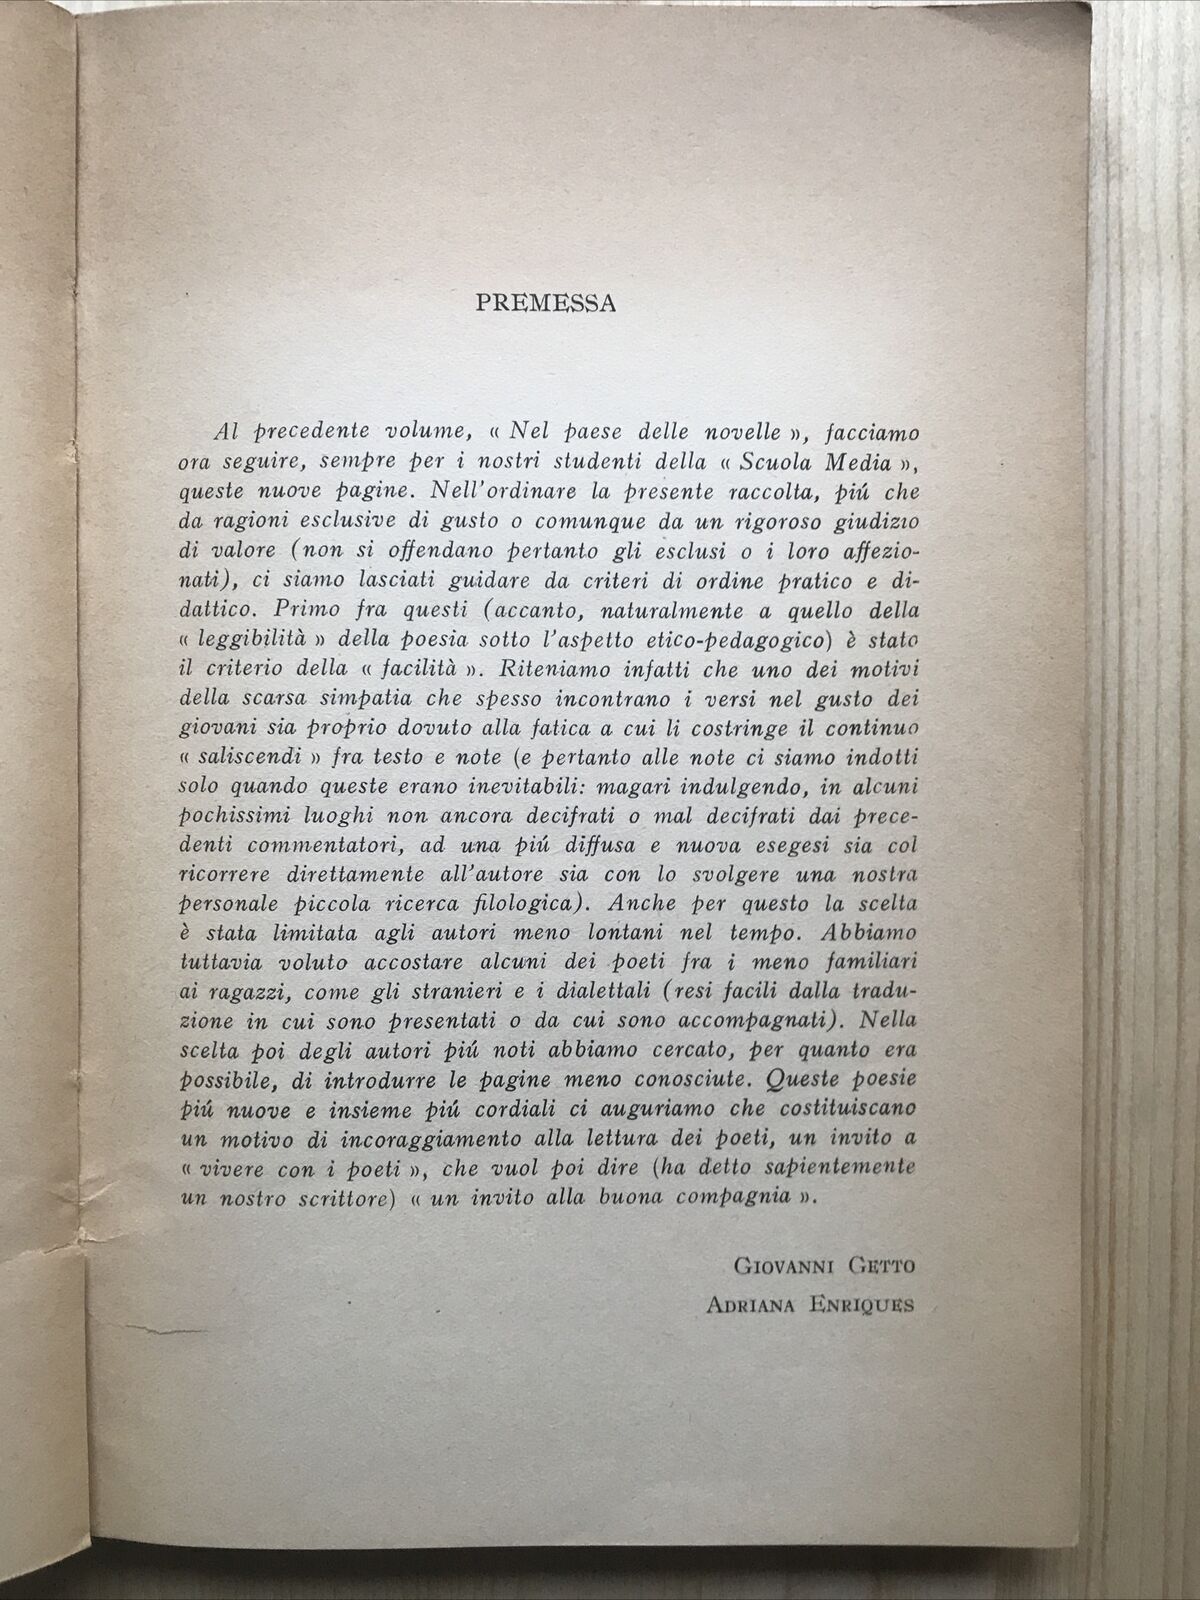 PREMESSA
Al precedente volume, « Nel paese delle novelle », facciamo
ora seguire, sempre per i nostri studenti della « Scuola Media »,
queste nuove pagine. Nell'ordinare la presente raccolta, piú che
da ragioni esclusive di gusto o comunque da un rigoroso giudizio
di valore (non si offendano pertanto gli esclusi o i loro affezio-
nati), ci siamo lasciati guidare da criteri di ordine pratico e di-
dattico. Primo fra questi (accanto, naturalmente a quello della
« leggibilità » della poesia sotto l'aspetto etico-pedagogico) è stato
il criterio della « facilità ». Riteniamo infatti che uno dei motivi
della scarsa simpatia che spesso incontrano i versi nel gusto dei
giovani sia proprio dovuto alla fatica a cui li costringe il continuo
« saliscendi » fra testo e note (e pertanto alle note ci siamo indotti
solo quando queste erano inevitabili: magari indulgendo, in alcuni
pochissimi luoghi non ancora decifrati o mal decifrati dai prece-
denti commentatori, ad una piú diffusa e nuova esegesi sia col
ricorrere direttamente all'autore sia con lo svolgere una nostra
personale piccola ricerca filologica). Anche per questo la scelta
è stata limitata agli autori meno lontani nel tempo. Abbiamo
tuttavia voluto accostare alcuni dei poeti fra i meno familiari
ai ragazzi, come gli stranieri e i dialettali (resi facili dalla tradu-
zione in cui sono presentati o da cui sono accompagnati). Nella
scelta poi degli autori piú noti abbiamo cercato, per quanto era
possibile, di introdurre le pagine meno conosciute. Queste poesie
piú nuove e insieme piú cordiali ci auguriamo che costituiscano
un motivo di incoraggiamento alla lettura dei poeti, un invito a
« vivere con i poeti », che vuol poi dire (ha detto sapientemente
un nostro scrittore) « un invito alla buona compagnia ».
GIOVANNI GETTO
ADRIANA ENRIQUES